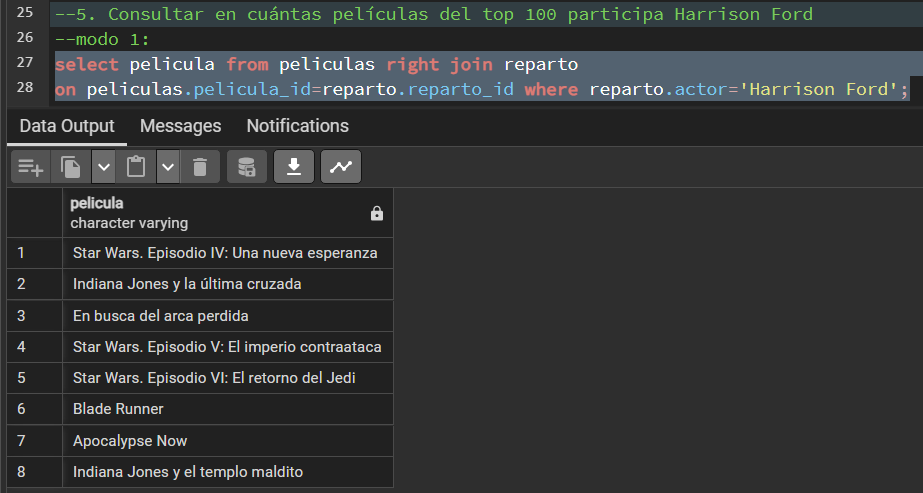 25 --5. Consultar en cuántas películas del top 100 participa Harrison Ford
26 --modo 1:
27 select pelicula from peliculas right join reparto
28 on peliculas.pelicula_id=reparto.reparto_id where reparto.actor='Harrison Ford';
Data Output Messages Notifications
pelicula
character varying
1 Star Wars. Episodio IV: Una nueva esperanza
2 Indiana Jones y la última cruzada
3 En busca del arca perdida
4 Star Wars. Episodio V: El imperio contraataca
5 Star Wars. Episodio VI: El retorno del Jedi
6 Blade Runner
7 Apocalypse Now
8 Indiana Jones y el templo maldito